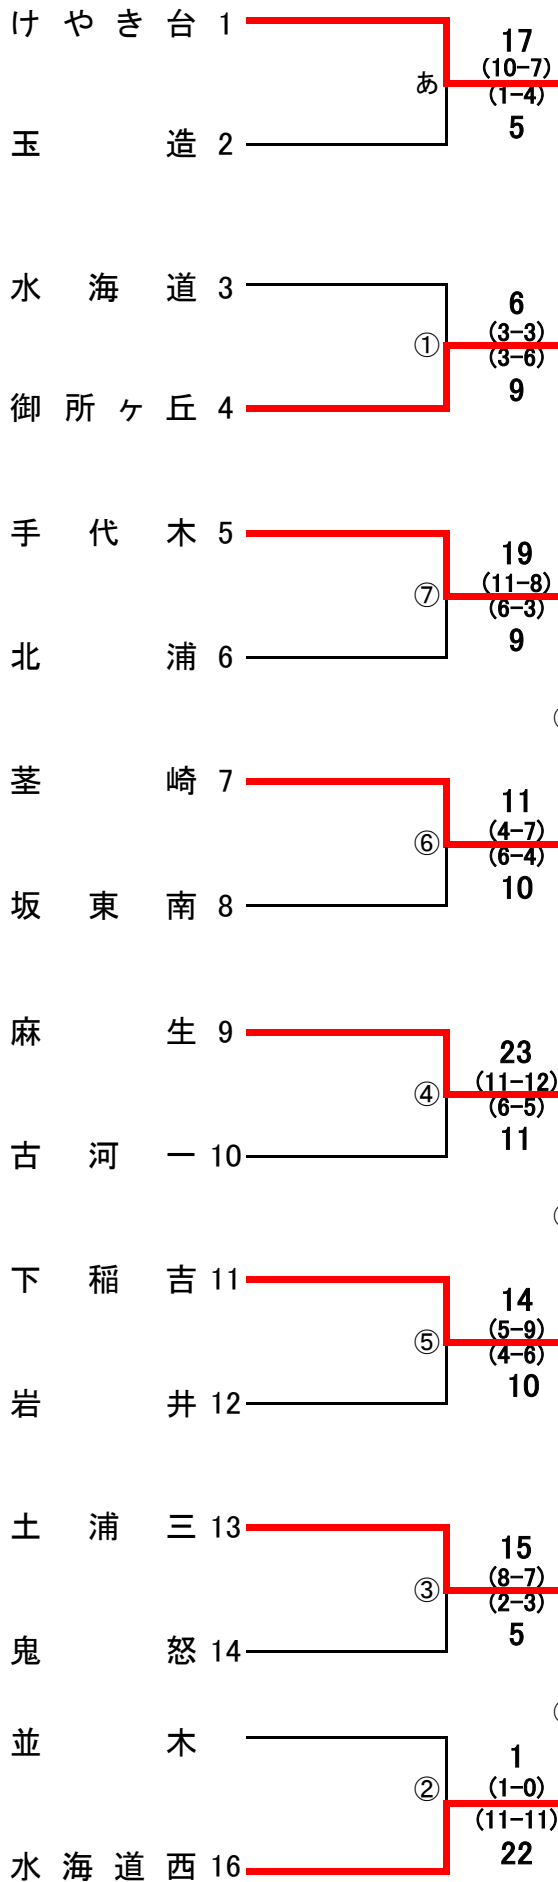 けやき台 1
17
(10-7)
あ
(1-4)
5
玉造 2
水海道 3
6
(3-3)
①
(3-6)
9
御所ヶ丘 4
手代木 5
19
(11-8)
⑦
(6-3)
9
北浦 6
茎崎 7
11
(4-7)
⑥
(6-4)
10
坂東南 8
麻生 9
23
(11-12)
④
(6-5)
11
古河一 10
下稲吉 11
14
(5-9)
⑤
(4-6)
10
岩井 12
土浦三 13
15
(8-7)
③
(2-3)
5
鬼怒 14
並木
1
(1-0)
②
(11-11)
22
水海道西 16